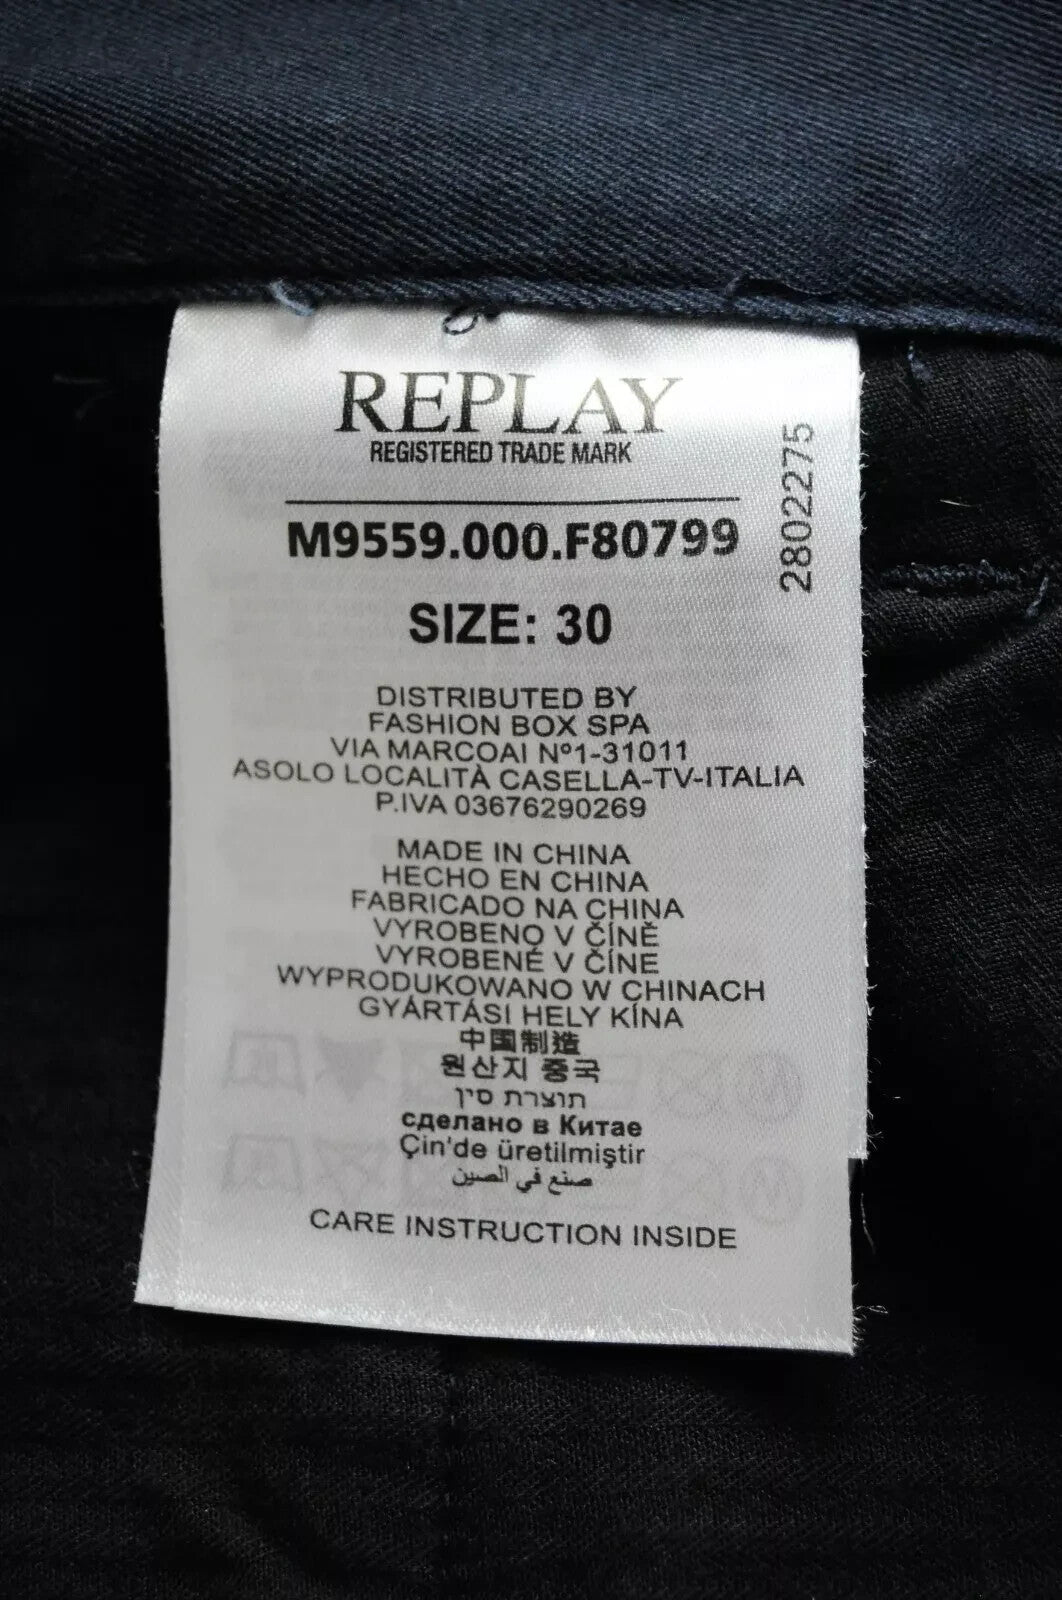 REPLAY
REGISTERED TRADE MARK
2802275
M9559.000.F80799
SIZE: 30
DISTRIBUTED BY
FASHION BOX SPA
VIA MARCOAI Nº1-31011
ASOLO LOCALITÀ CASELLA-TV-ITALIA
P.IVA 03676290269
MADE IN CHINA
HECHO EN CHINA
FABRICADO NA CHINA
VYROBENO V ČÍNĚ
VYROBENÉ V ČÍNE
WYPRODUKOWANO W CHINACH
GYÁRTÁSI HELY KÍNA
中国制造
원산지 중국
תוצרת סין
сделано в Китае
Çin'de üretilmiştir
صنع في الصين
CARE INSTRUCTION INSIDE